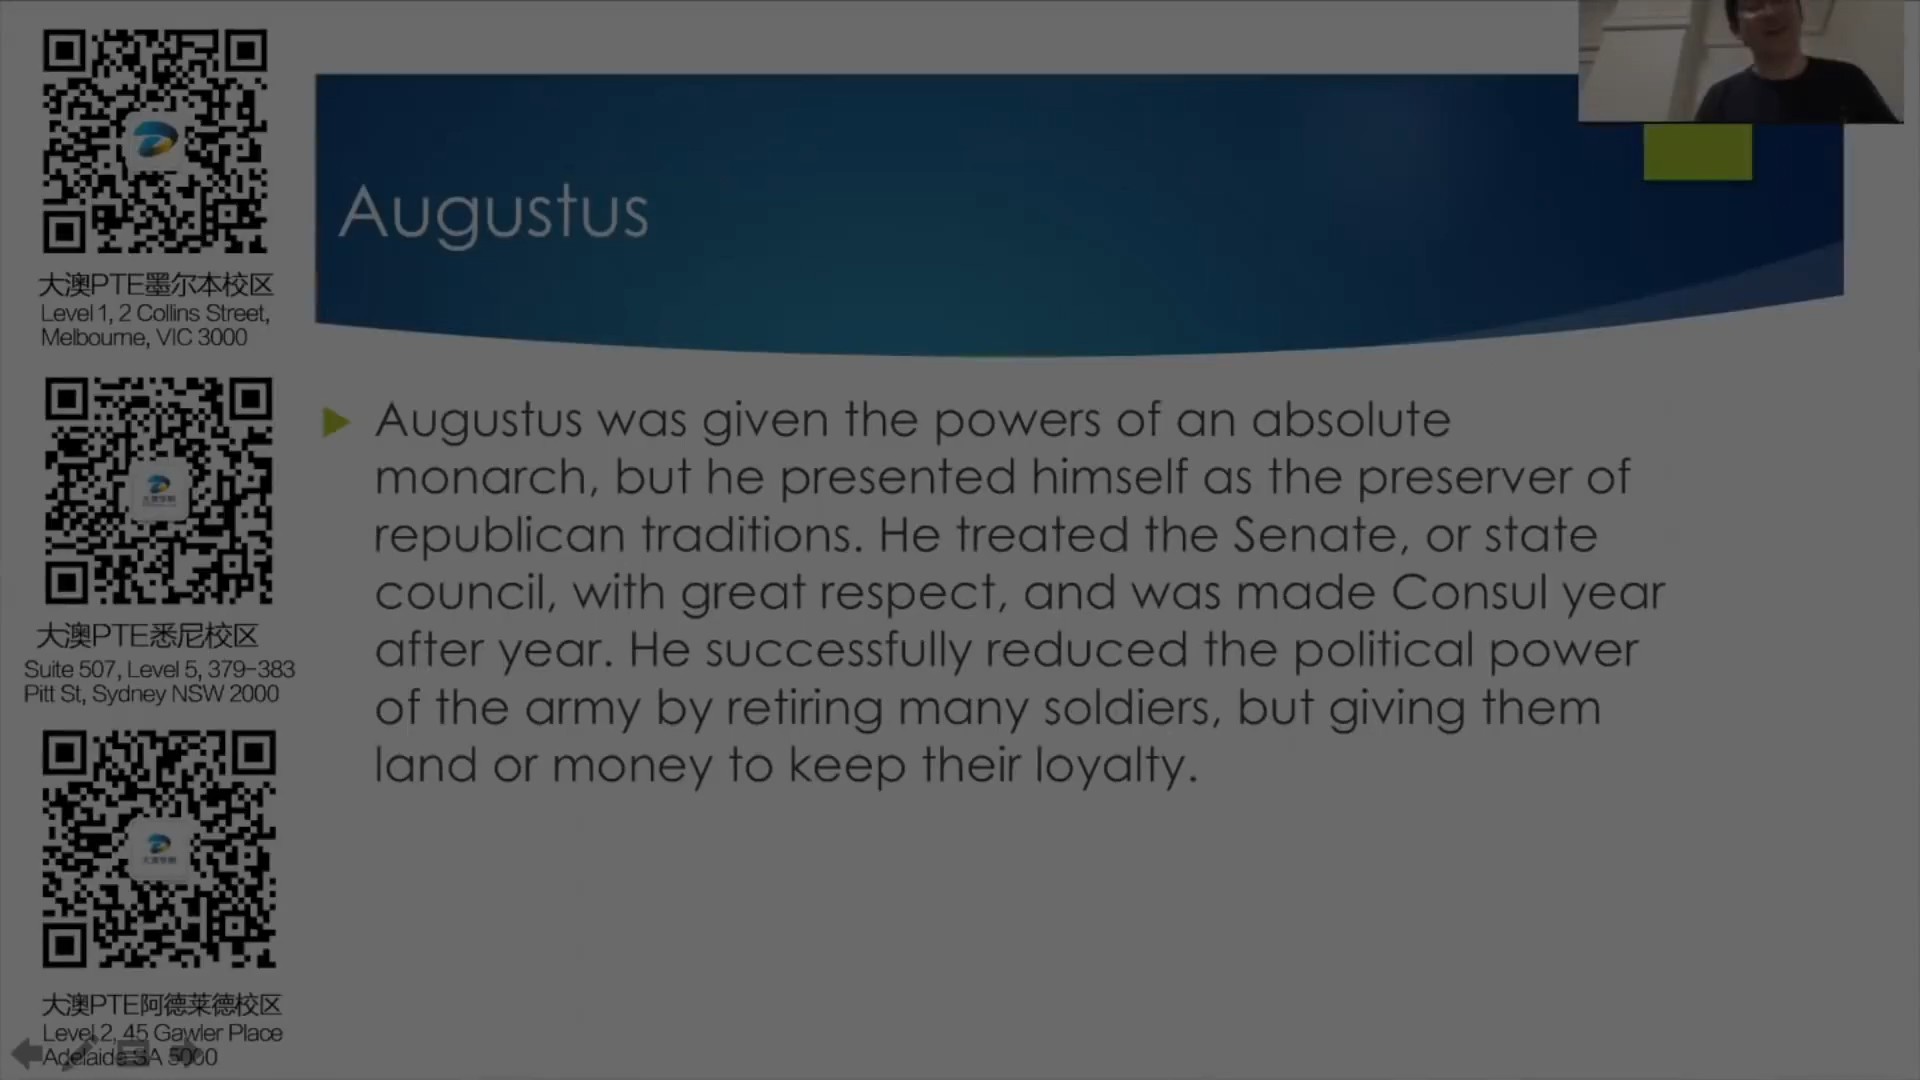 大澳PTE墨尔本校区
Level 1, 2 Collins Street,
Melbourne, VIC 3000
大澳PTE悉尼校区
Suite 507, Level 5, 379-383
Pitt St, Sydney NSW 2000
大澳PTE阿德莱德校区
Level 2, 45 Gawler Place
Adelaide SA 5000
Augustus
Augustus was given the powers of an absolute
monarch, but he presented himself as the preserver of
republican traditions. He treated the Senate, or state
council, with great respect, and was made Consul year
after year. He successfully reduced the political power
of the army by retiring many soldiers, but giving them
land or money to keep their loyalty.